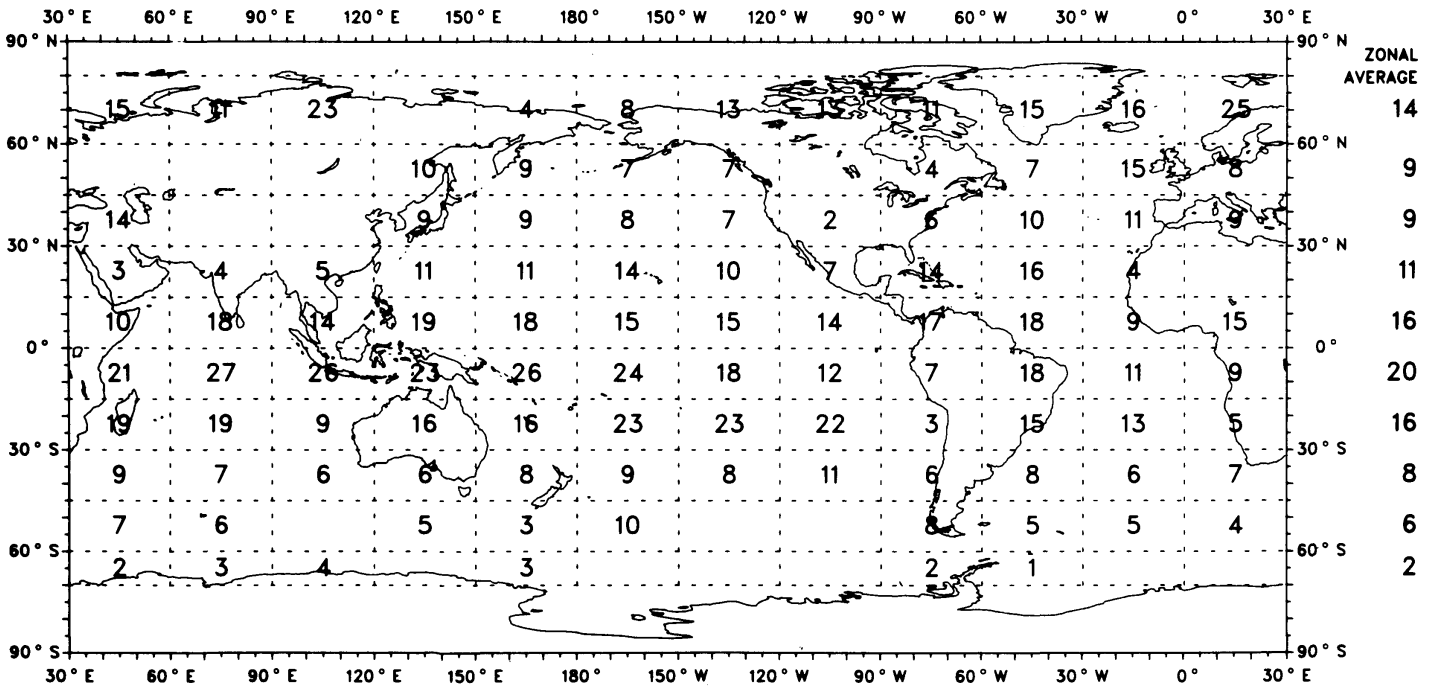 30° E 60° E 90° E 120° E 150° E 180° 150° W 120° W 90° W 60° W 30° W 0° 30° E
90° N 90° N
ZONAL
AVERAGE
15 11 23 4 8 13 15 11 15 16 25 14
60° N 60° N
10 9 7 7 4 7 15 8 9
14 9 9 8 7 2 6 10 11 9 9
30° N 30° N
3 4 5 11 11 14 10 7 14 16 4 11
10 18 14 19 18 15 15 14 17 18 9 15 16
0° 0°
21 27 26 23 26 24 18 12 7 18 11 9 20
19 19 9 16 16 23 23 22 3 15 13 5 16
30° S 30° S
9 7 6 6 8 9 8 11 6 8 6 7 8
7 6 5 3 10 8 5 5 4 6
60° S 60° S
2 3 4 3 2 1 2
90° S 90° S
30° E 60° E 90° E 120° E 150° E 180° 150° W 120° W 90° W 60° W 30° W 0° 30° E